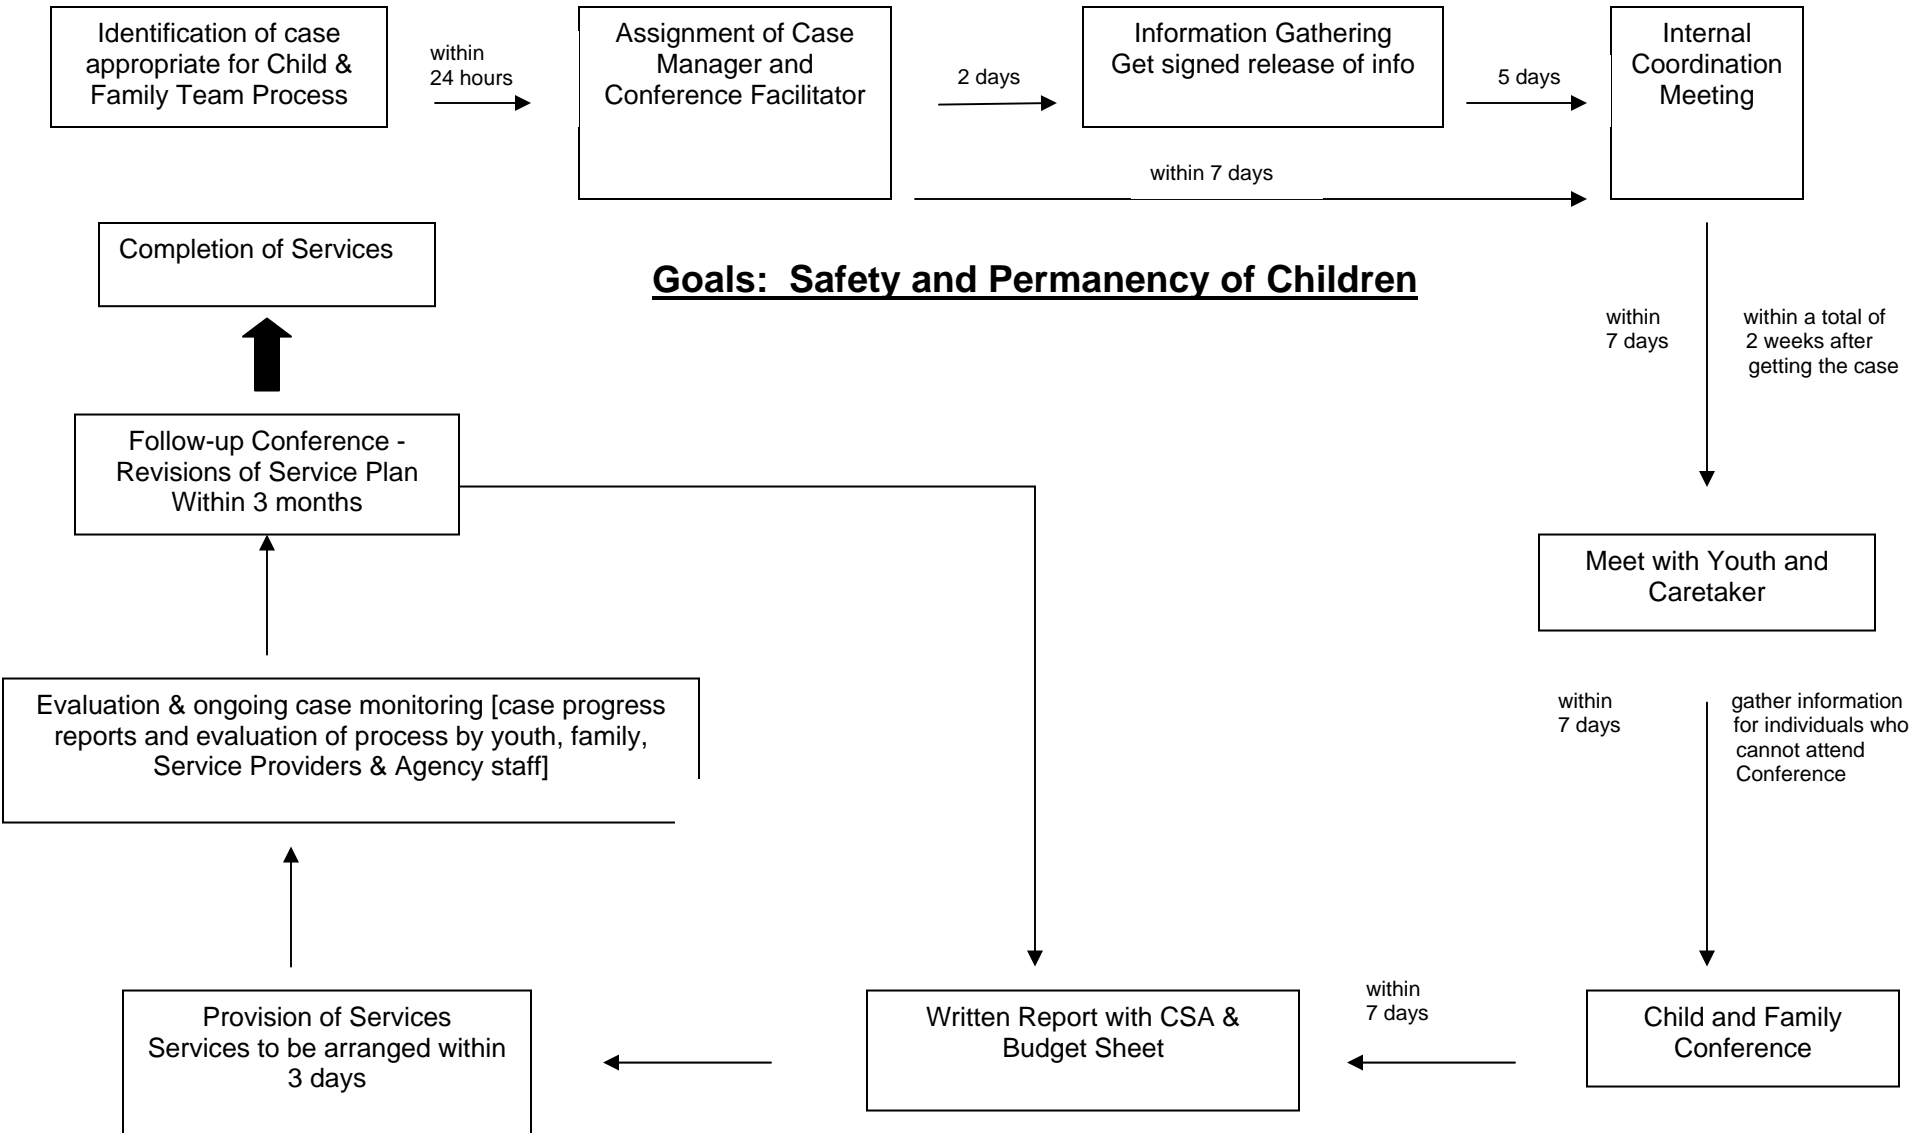 Identification of case
appropriate for Child &
Family Team Process
within
24 hours
Assignment of Case
Manager and
Conference Facilitator
2 days
Information Gathering
Get signed release of info
5 days
Internal
Coordination
Meeting
within 7 days
Completion of Services
Goals:  Safety and Permanency of Children
within
7 days
within a total of
2 weeks after
getting the case
Follow-up Conference -
Revisions of Service Plan
Within 3 months
Meet with Youth and
Caretaker
Evaluation & ongoing case monitoring [case progress
reports and evaluation of process by youth, family,
Service Providers & Agency staff]
within
7 days
gather information
for individuals who
cannot attend
Conference
Provision of Services
Services to be arranged within
3 days
Written Report with CSA &
Budget Sheet
within
7 days
Child and Family
Conference